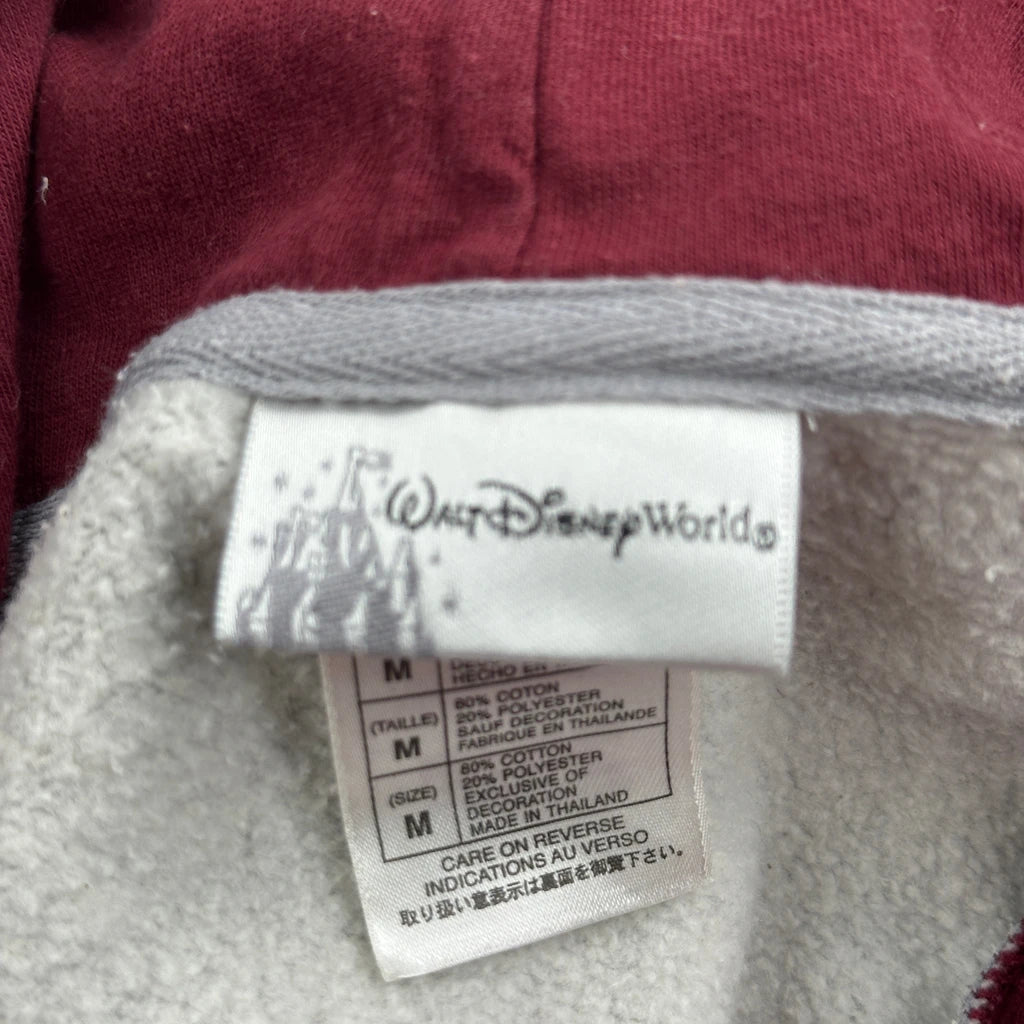 Walt Disney World®
M
HECHO EN
80% COTON
(TAILLE) 20% POLYESTER
M SAUF DECORATION
FABRIQUE EN THAILANDE
80% COTTON
20% POLYESTER
(SIZE) EXCLUSIVE OF
M DECORATION
MADE IN THAILAND
CARE ON REVERSE
INDICATIONS AU VERSO
取り扱い意表示は裏面を御覧下さい。